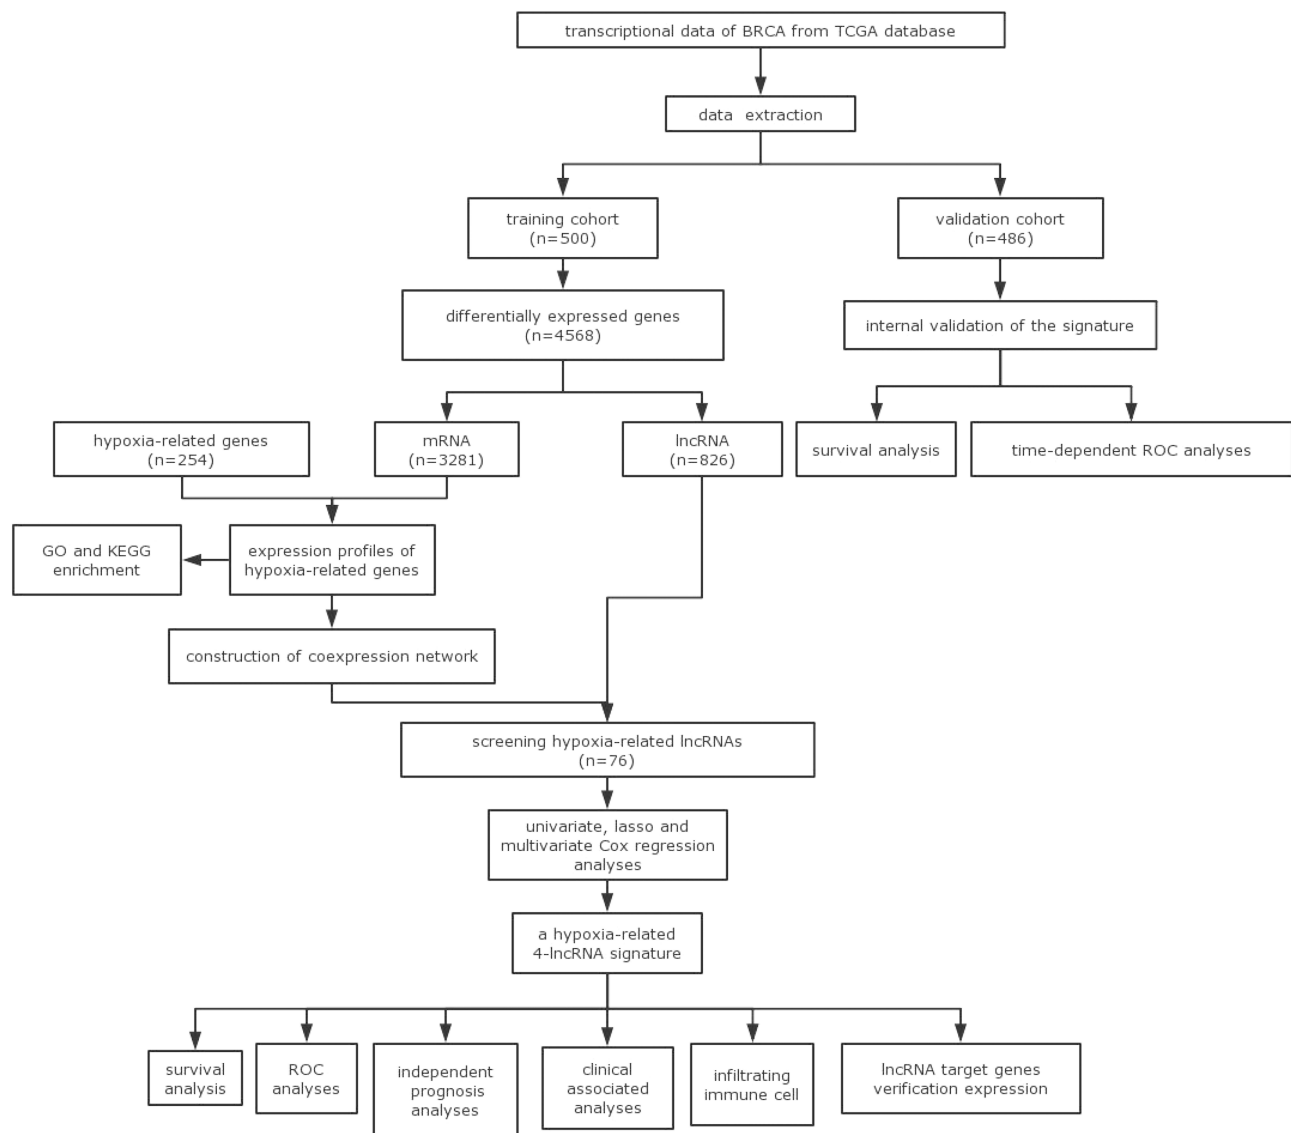 transcriptional data of BRCA from TCGA database
data extraction
training cohort
(n=500)
validation cohort
(n=486)
differentially expressed genes
(n=4568)
internal validation of the signature
hypoxia-related genes
(n=254)
mRNA
(n=3281)
lncRNA
(n=826)
survival analysis
time-dependent ROC analyses
GO and KEGG
enrichment
expression profiles of
hypoxia-related genes
construction of coexpression network
screening hypoxia-related lncRNAs
(n=76)
univariate, lasso and
multivariate Cox regression
analyses
a hypoxia-related
4-lncRNA signature
survival
analysis
ROC
analyses
independent
prognosis
analyses
clinical
associated
analyses
infiltrating
immune cell
lncRNA target genes
verification expression